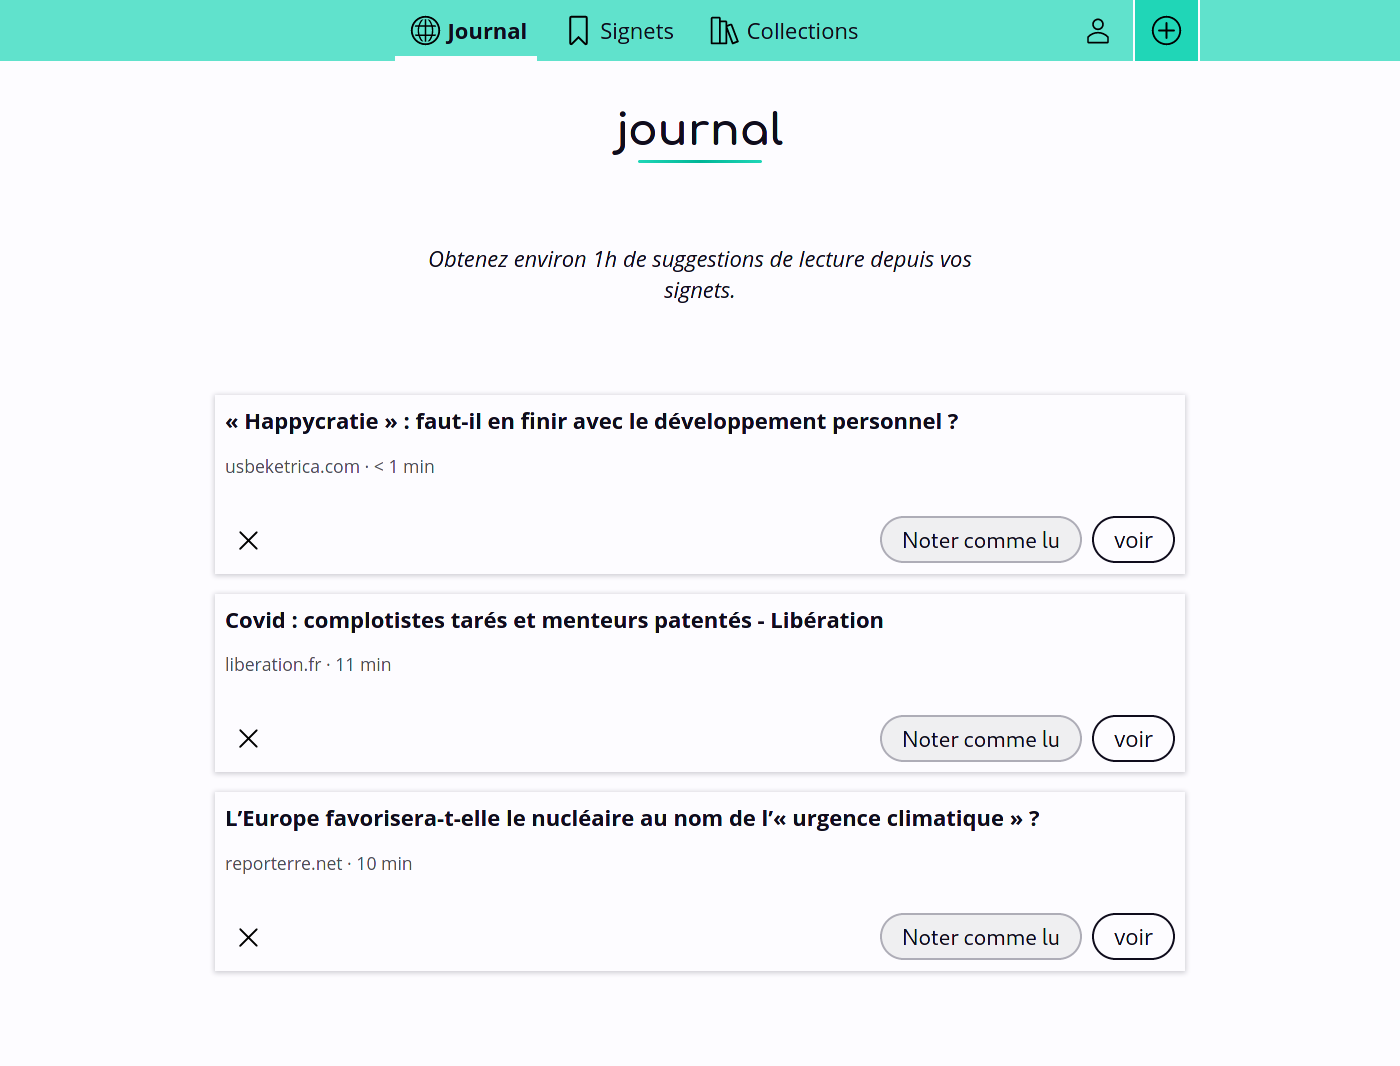 Journal
Signets
Collections
journal
Obtenez environ 1h de suggestions de lecture depuis vos
signets.
« Happycratie » : faut-il en finir avec le développement personnel ?
usbeketrica.com · < 1 min
Noter comme lu
voir
Covid : complotistes tarés et menteurs patentés - Libération
liberation.fr · 11 min
Noter comme lu
voir
L’Europe favorisera-t-elle le nucléaire au nom de l’« urgence climatique » ?
reporterre.net · 10 min
Noter comme lu
voir